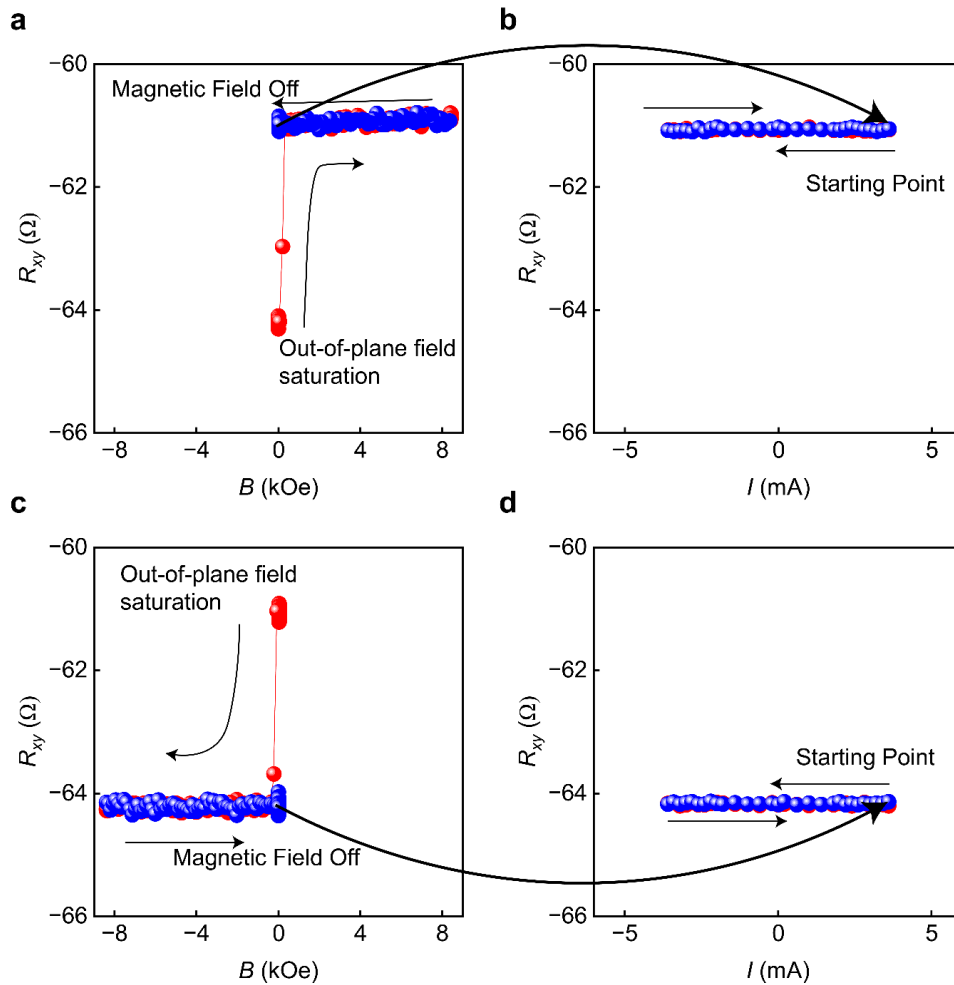 a
−60
−62
−64
−66
R_xy (Ω)
Magnetic Field Off
Out-of-plane field
saturation
−8
−4
0
4
8
B (kOe)
b
−60
−62
−64
−66
R_xy (Ω)
Starting Point
−5
0
5
I (mA)
c
−60
−62
−64
−66
R_xy (Ω)
Out-of-plane field
saturation
Magnetic Field Off
−8
−4
0
4
8
B (kOe)
d
−60
−62
−64
−66
R_xy (Ω)
Starting Point
−5
0
5
I (mA)